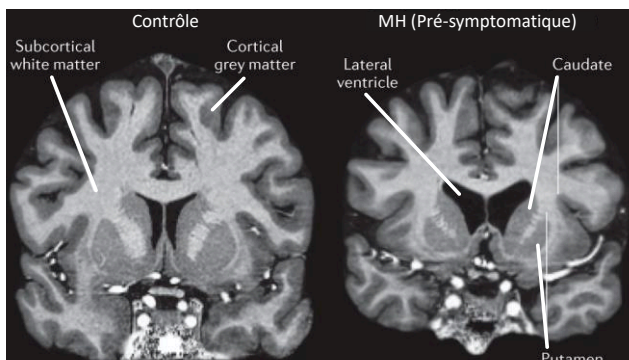 Contrôle
MH (Pré-symptomatique)
Subcortical
white matter
Cortical
grey matter
Lateral
ventricle
Caudate
Putamen